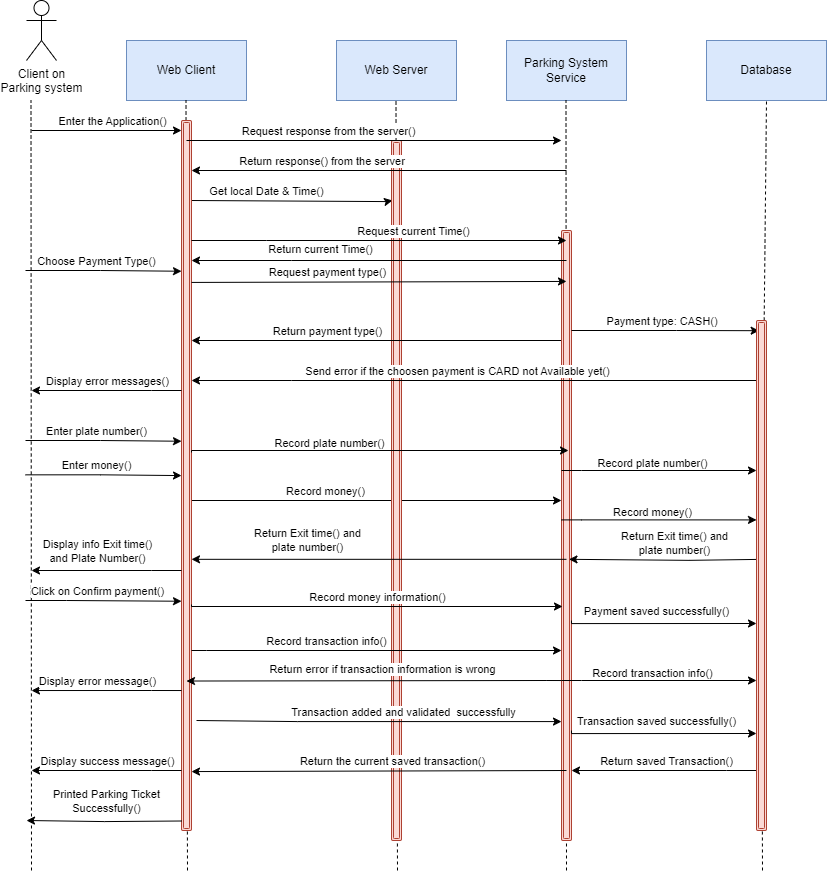 Client on
Parking system
Web Client
Web Server
Parking System
Service
Database
Enter the Application()
Request response from the server()
Return response() from the server
Get local Date & Time()
Request current Time()
Return current Time()
Choose Payment Type()
Request payment type()
Payment type: CASH()
Return payment type()
Send error if the choosen payment is CARD not Available yet()
Display error messages()
Enter plate number()
Record plate number()
Enter money()
Record plate number()
Record money()
Record money()
Return Exit time() and
plate number()
Return Exit time() and
plate number()
Display info Exit time()
and Plate Number()
Click on Confirm payment()
Record money information()
Payment saved successfully()
Record transaction info()
Return error if transaction information is wrong
Record transaction info()
Display error message()
Transaction added and validated  successfully
Transaction saved successfully()
Display success message()
Return the current saved transaction()
Return saved Transaction()
Printed Parking Ticket
Successfully()